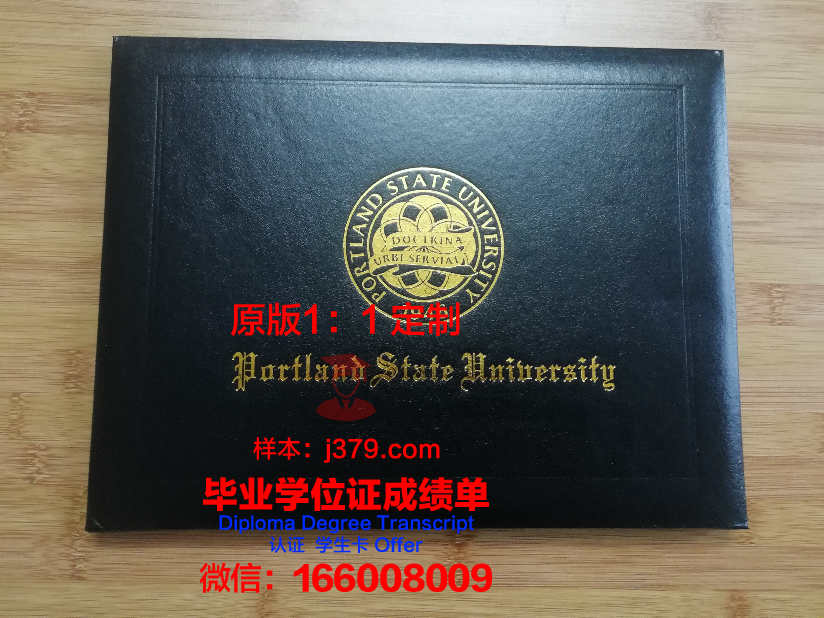 PORTLAND STATE UNIVERSITY
DOCTRINA
URBI SERVIAT
1946
原版1：1 定制
Portland State University
样本：j379.com
毕业学位证成绩单
Diploma Degree Transcript
认证 学生卡 Offer
微信：166008009